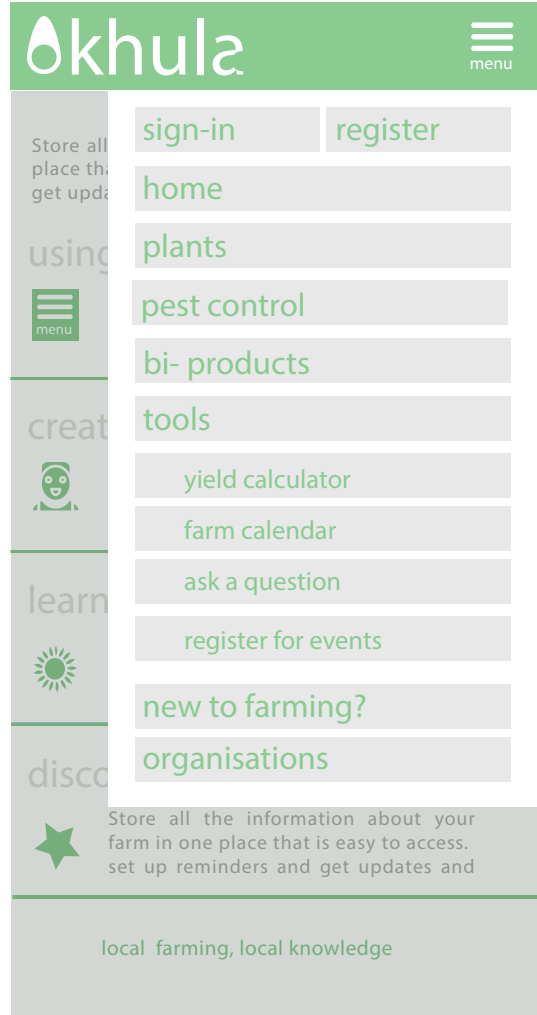 khula
menu
sign-in register
home
plants
pest control
bi- products
tools
yield calculator
farm calendar
ask a question
register for events
new to farming?
organisations
Store all
place tha
get upda
using
menu
creat
learn
disco
Store all the information about your
farm in one place that is easy to access.
set up reminders and get updates and
local farming, local knowledge